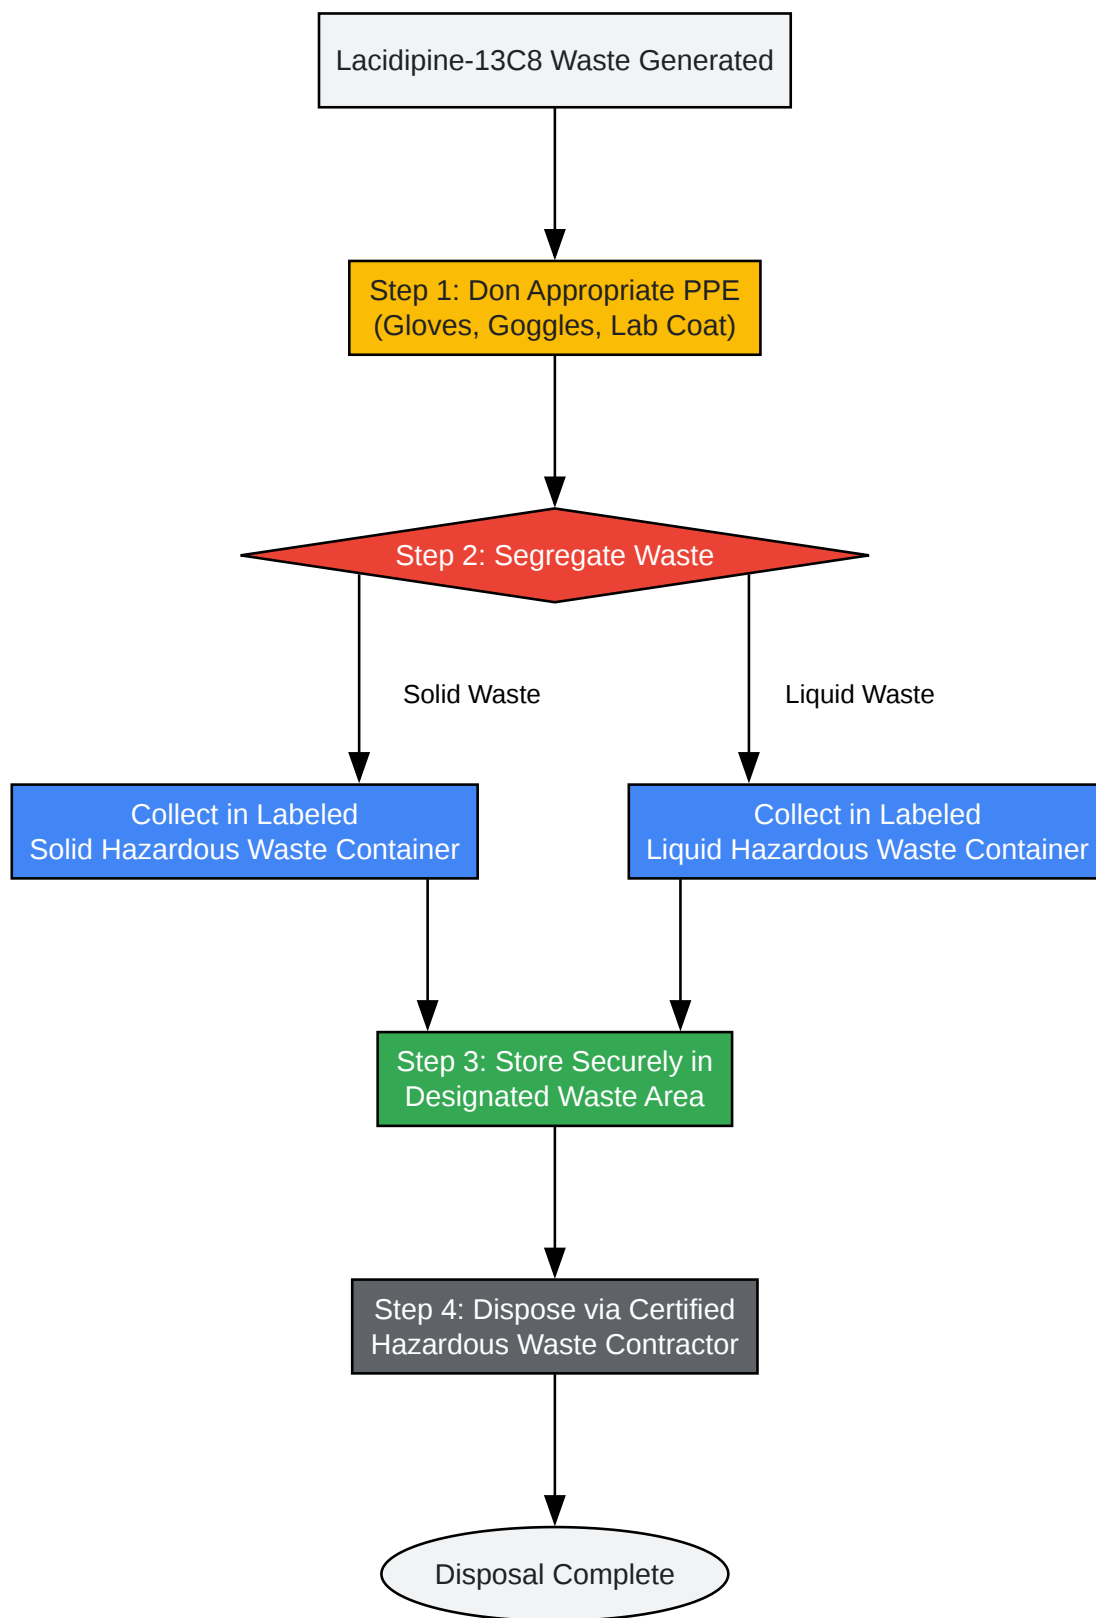 Lacidipine-13C8 Waste Generated
Step 1: Don Appropriate PPE
(Gloves, Goggles, Lab Coat)
Step 2: Segregate Waste
Solid Waste
Liquid Waste
Collect in Labeled
Solid Hazardous Waste Container
Collect in Labeled
Liquid Hazardous Waste Container
Step 3: Store Securely in
Designated Waste Area
Step 4: Dispose via Certified
Hazardous Waste Contractor
Disposal Complete